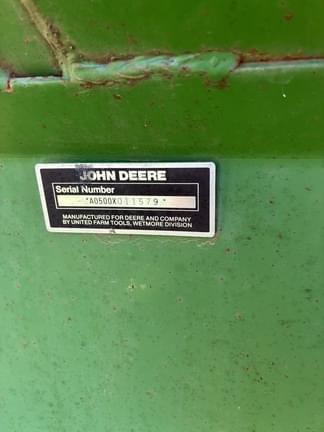 JOHN DEERE
Serial Number
*A0500X011579*
MANUFACTURED FOR DEERE AND COMPANY
BY UNITED FARM TOOLS, WETMORE DIVISION